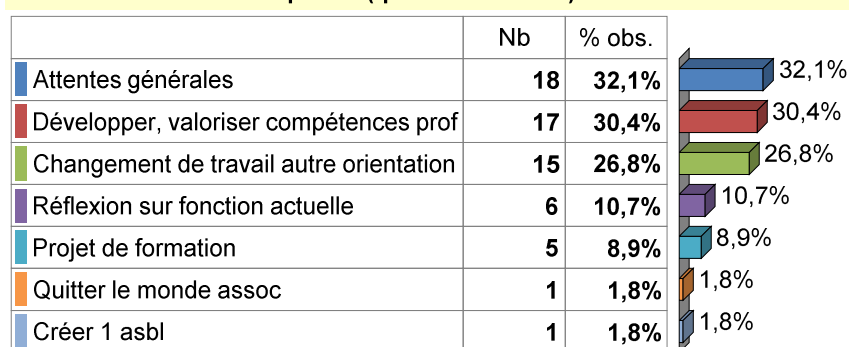 Nb % obs.
Attentes générales 18 32,1% 32,1%
Développer, valoriser compétences prof 17 30,4% 30,4%
Changement de travail autre orientation 15 26,8% 26,8%
Réflexion sur fonction actuelle 6 10,7% 10,7%
Projet de formation 5 8,9% 8,9%
Quitter le monde assoc 1 1,8% 1,8%
Créer 1 asbl 1 1,8% 1,8%